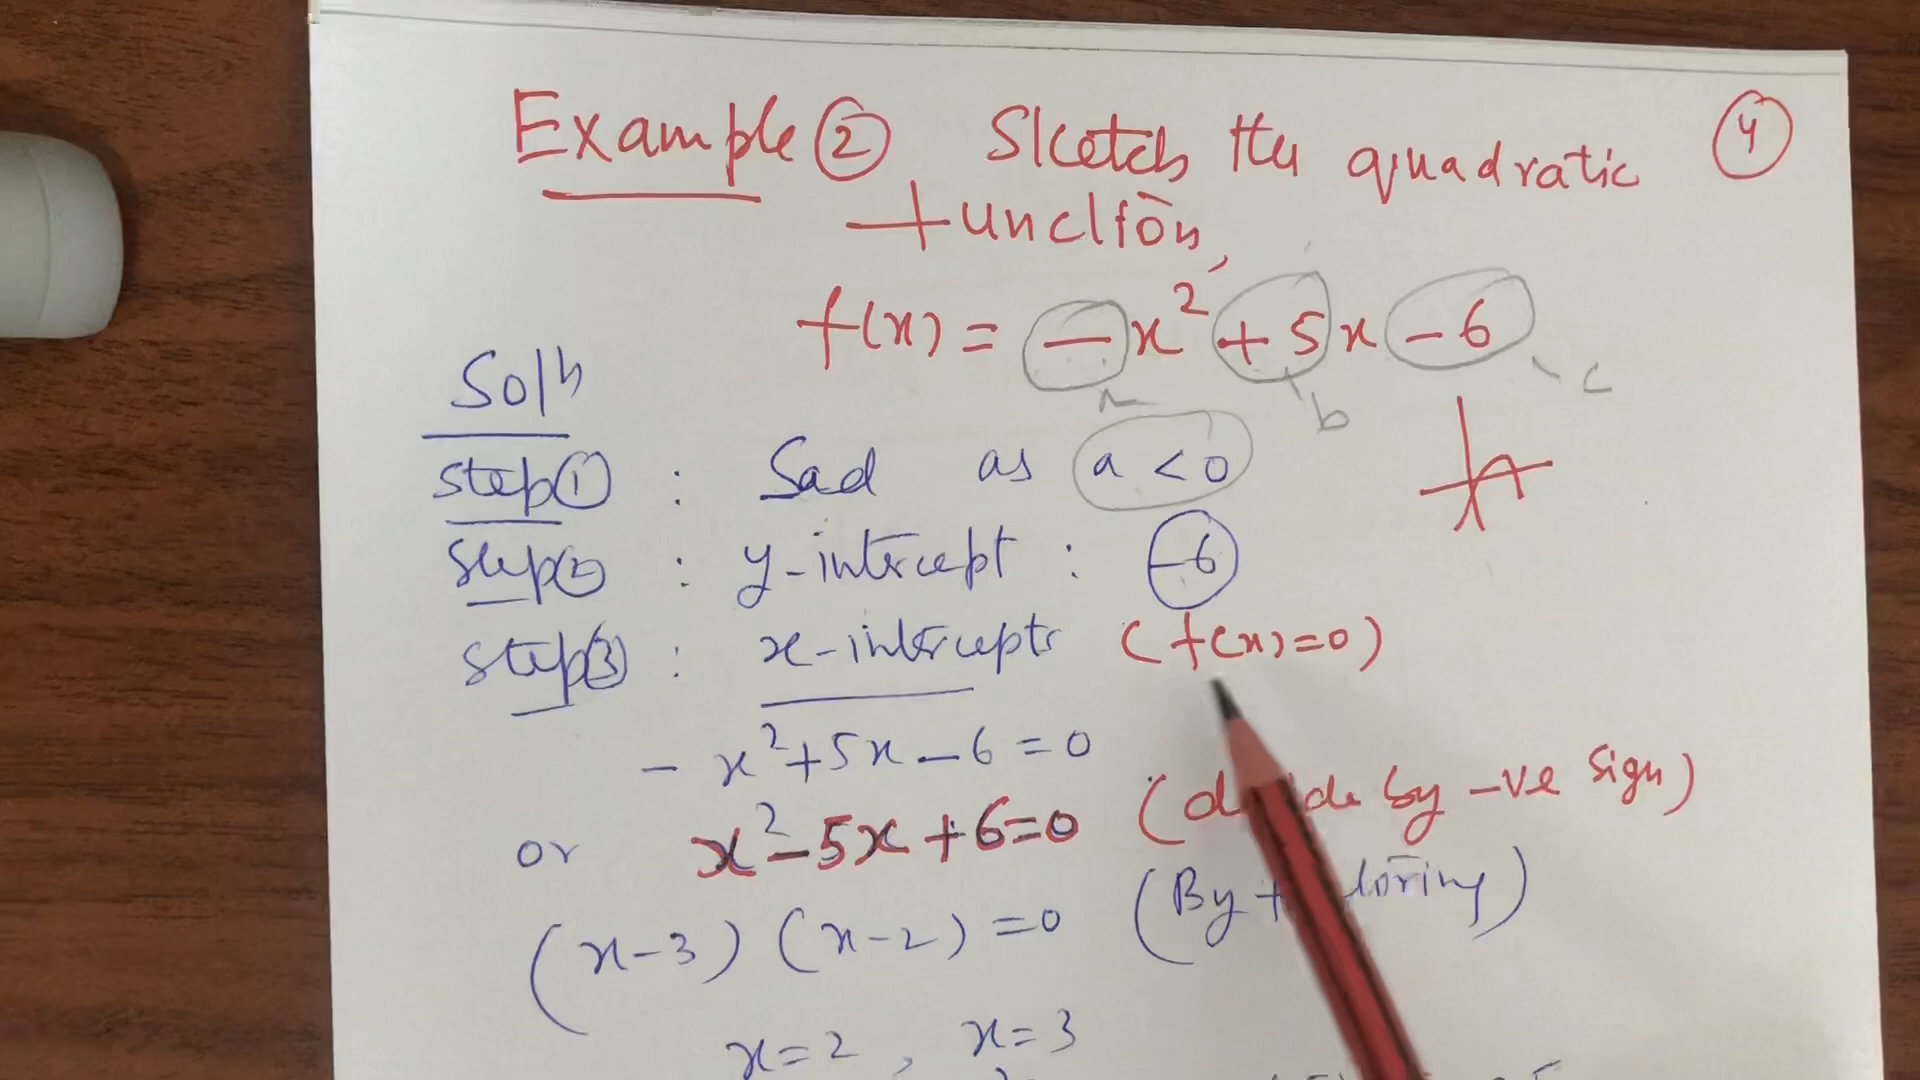 Example ② Sketch the quadratic ④
function,
f(x) = -x² + 5x - 6
a b c
Soln
Step① : Sad as a < 0
Step② : y-intercept : -6
Step③ : x-intercepts (f(x)=0)
- x² + 5x - 6 = 0
or x² - 5x + 6 = 0 (by -ve sign)
(x-3) (x-2) = 0 (By
x=2 , x=3